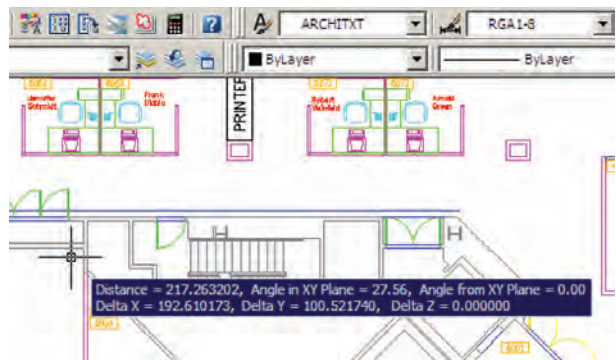 ARCHITXT
RGA1-8
ByLayer
ByLayer
Frank
Diablo
Robert
Arnold
Green
PRINTER
Distance = 217.263202, Angle in XY Plane = 27.56, Angle from XY Plane = 0.00
Delta X = 192.610173, Delta Y = 100.521740, Delta Z = 0.000000